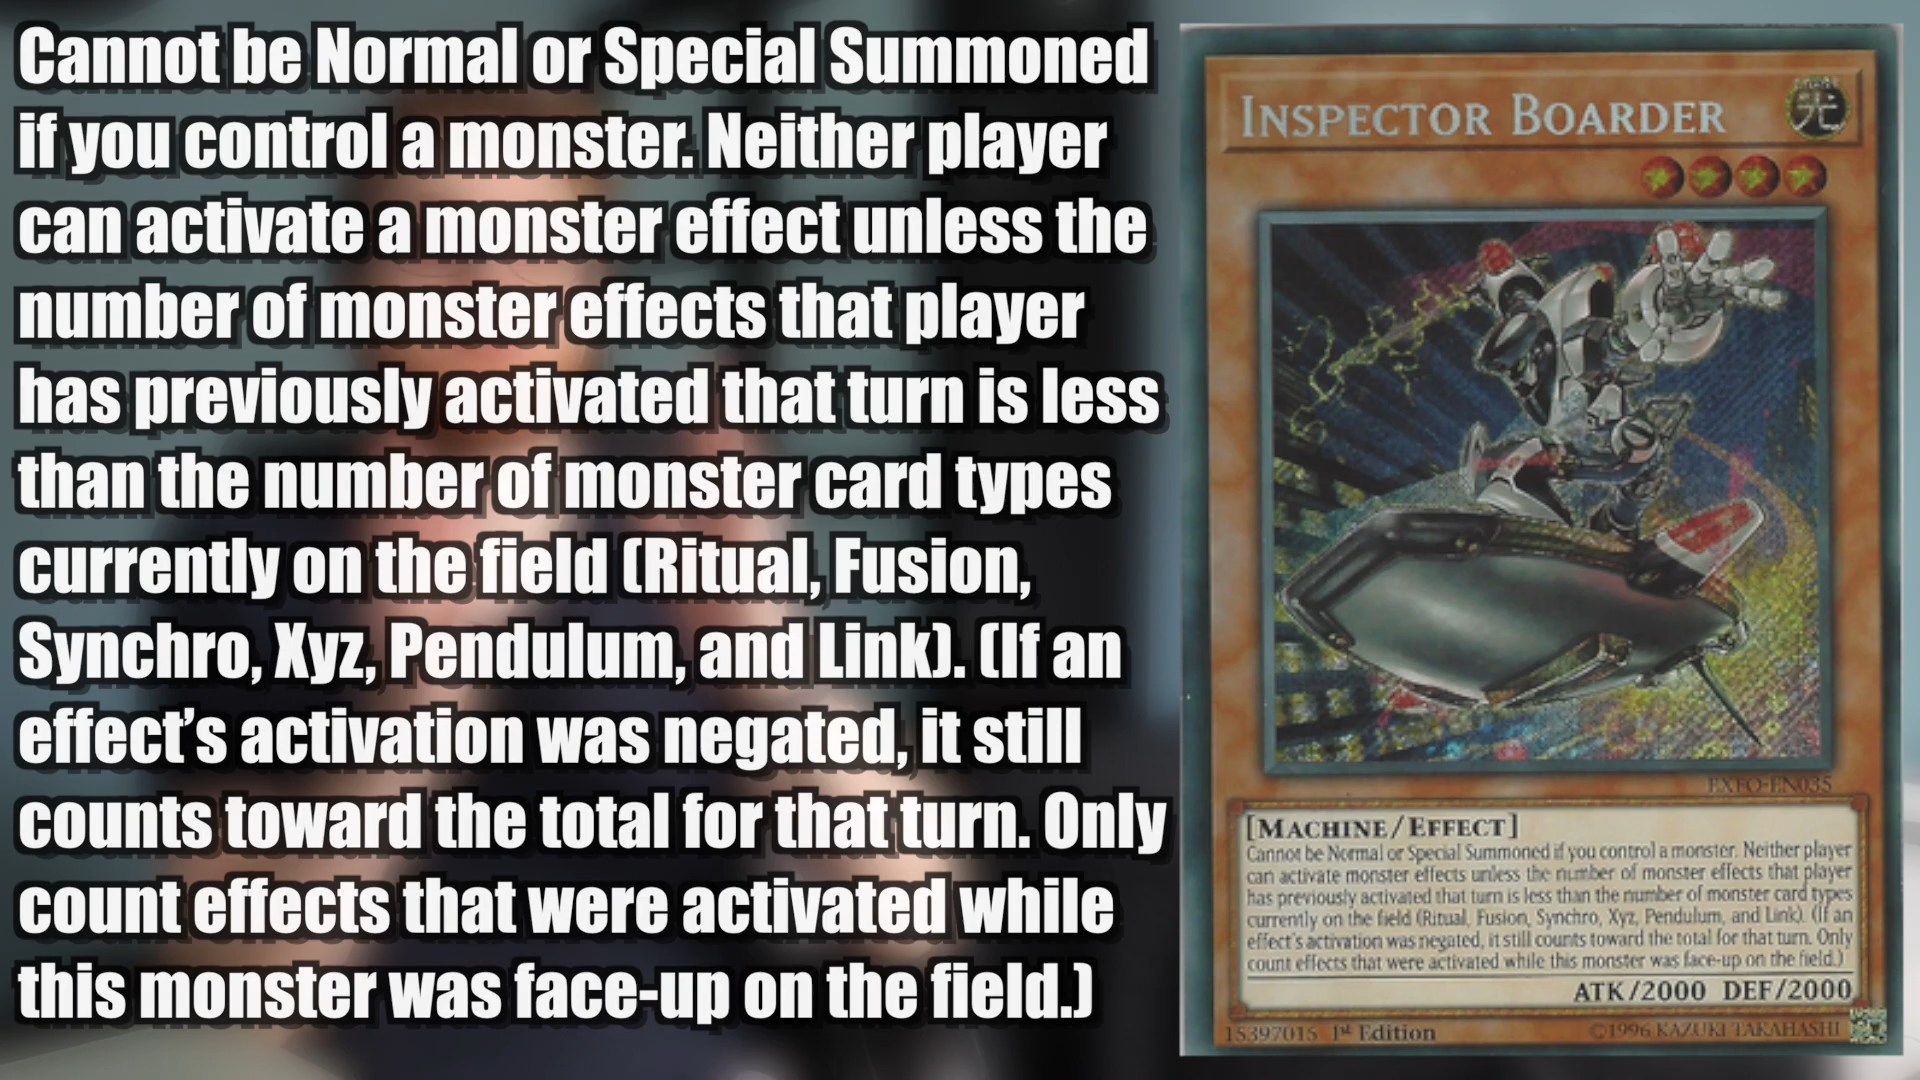 Cannot be Normal or Special Summoned
if you control a monster. Neither player
can activate a monster effect unless the
number of monster effects that player
has previously activated that turn is less
than the number of monster card types
currently on the field (Ritual, Fusion,
Synchro, Xyz, Pendulum, and Link). (If an
effect’s activation was negated, it still
counts toward the total for that turn. Only
count effects that were activated while
this monster was face-up on the field.)
INSPECTOR BOARDER
光
EXFO-EN035
[MACHINE/EFFECT]
Cannot be Normal or Special Summoned if you control a monster. Neither player
can activate monster effects unless the number of monster effects that player
has previously activated that turn is less than the number of monster card types
currently on the field (Ritual, Fusion, Synchro, Xyz, Pendulum, and Link). (If an
effect's activation was negated, it still counts toward the total for that turn. Only
count effects that were activated while this monster was face-up on the field.)
ATK/2000 DEF/2000
15397015 1st Edition
©1996 KAZUKI TAKAHASHI